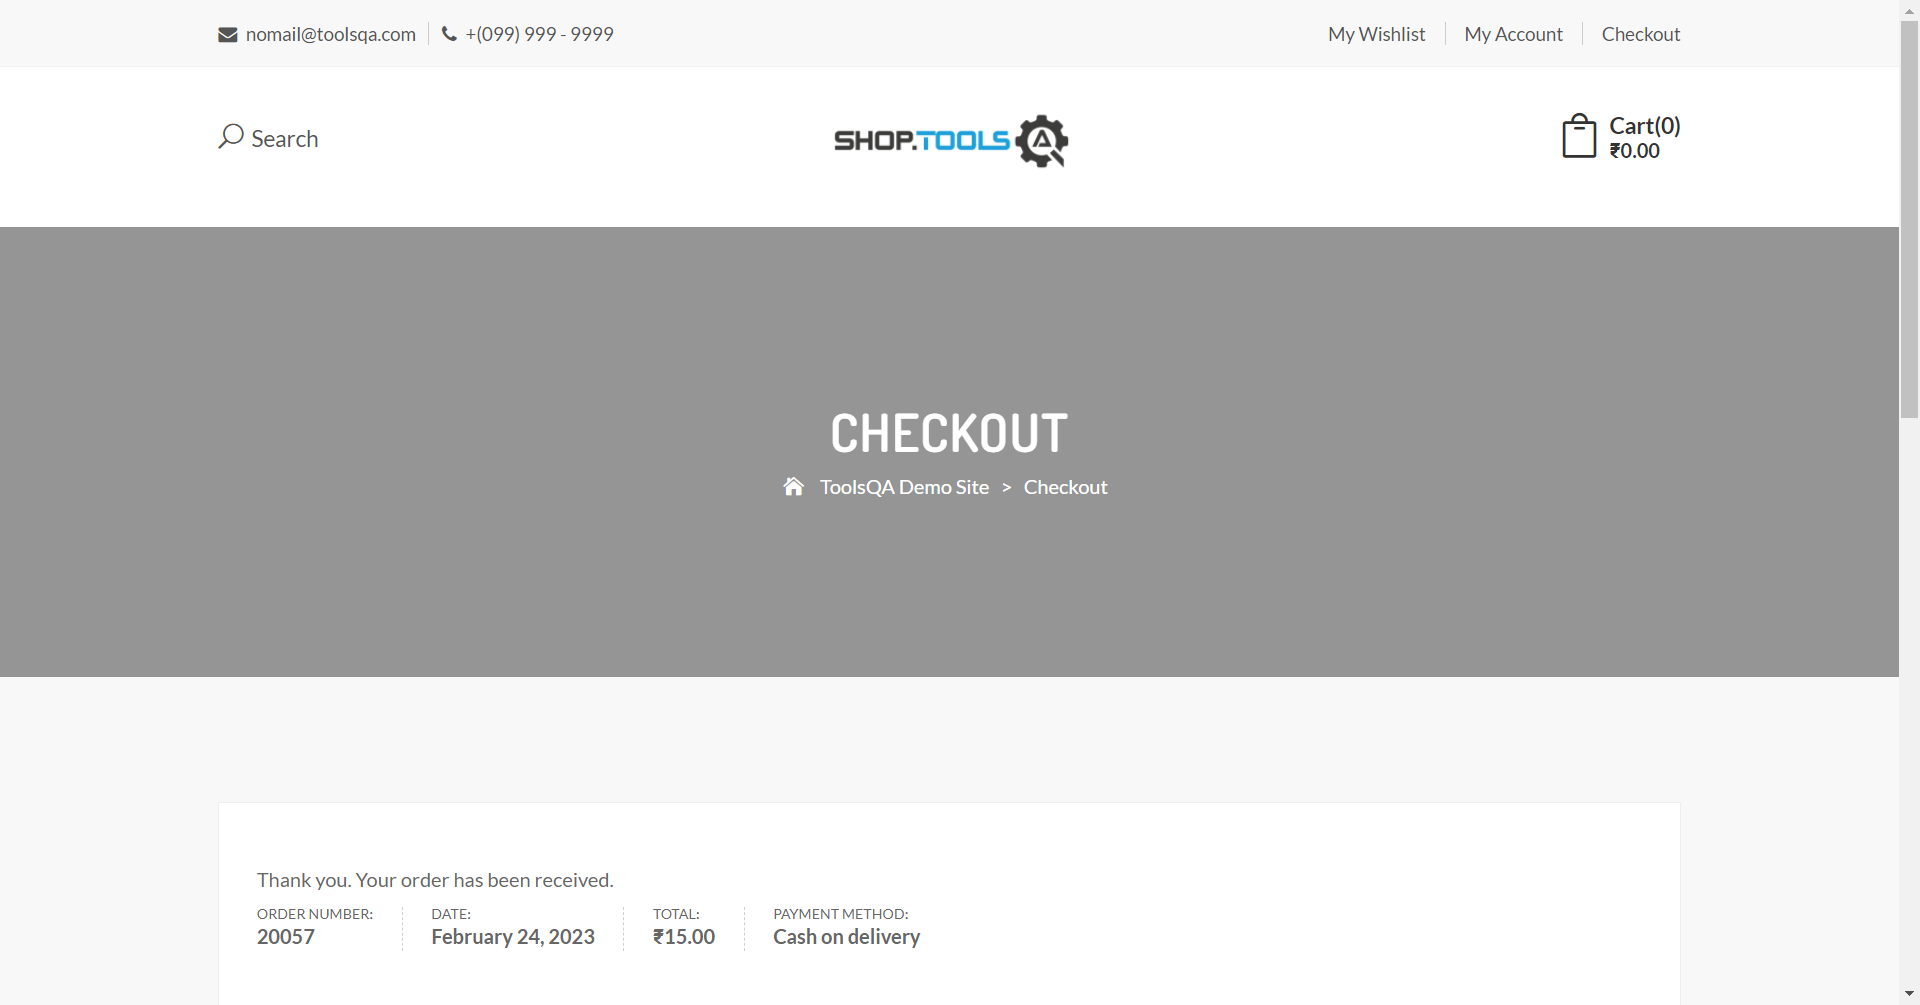 nomail@toolsqa.com +(099) 999 - 9999 My Wishlist My Account Checkout
Search
SHOP.TOOLS QA
Cart(0)
₹0.00
CHECKOUT
ToolsQA Demo Site > Checkout
Thank you. Your order has been received.
ORDER NUMBER: DATE: TOTAL: PAYMENT METHOD:
20057 February 24, 2023 ₹15.00 Cash on delivery